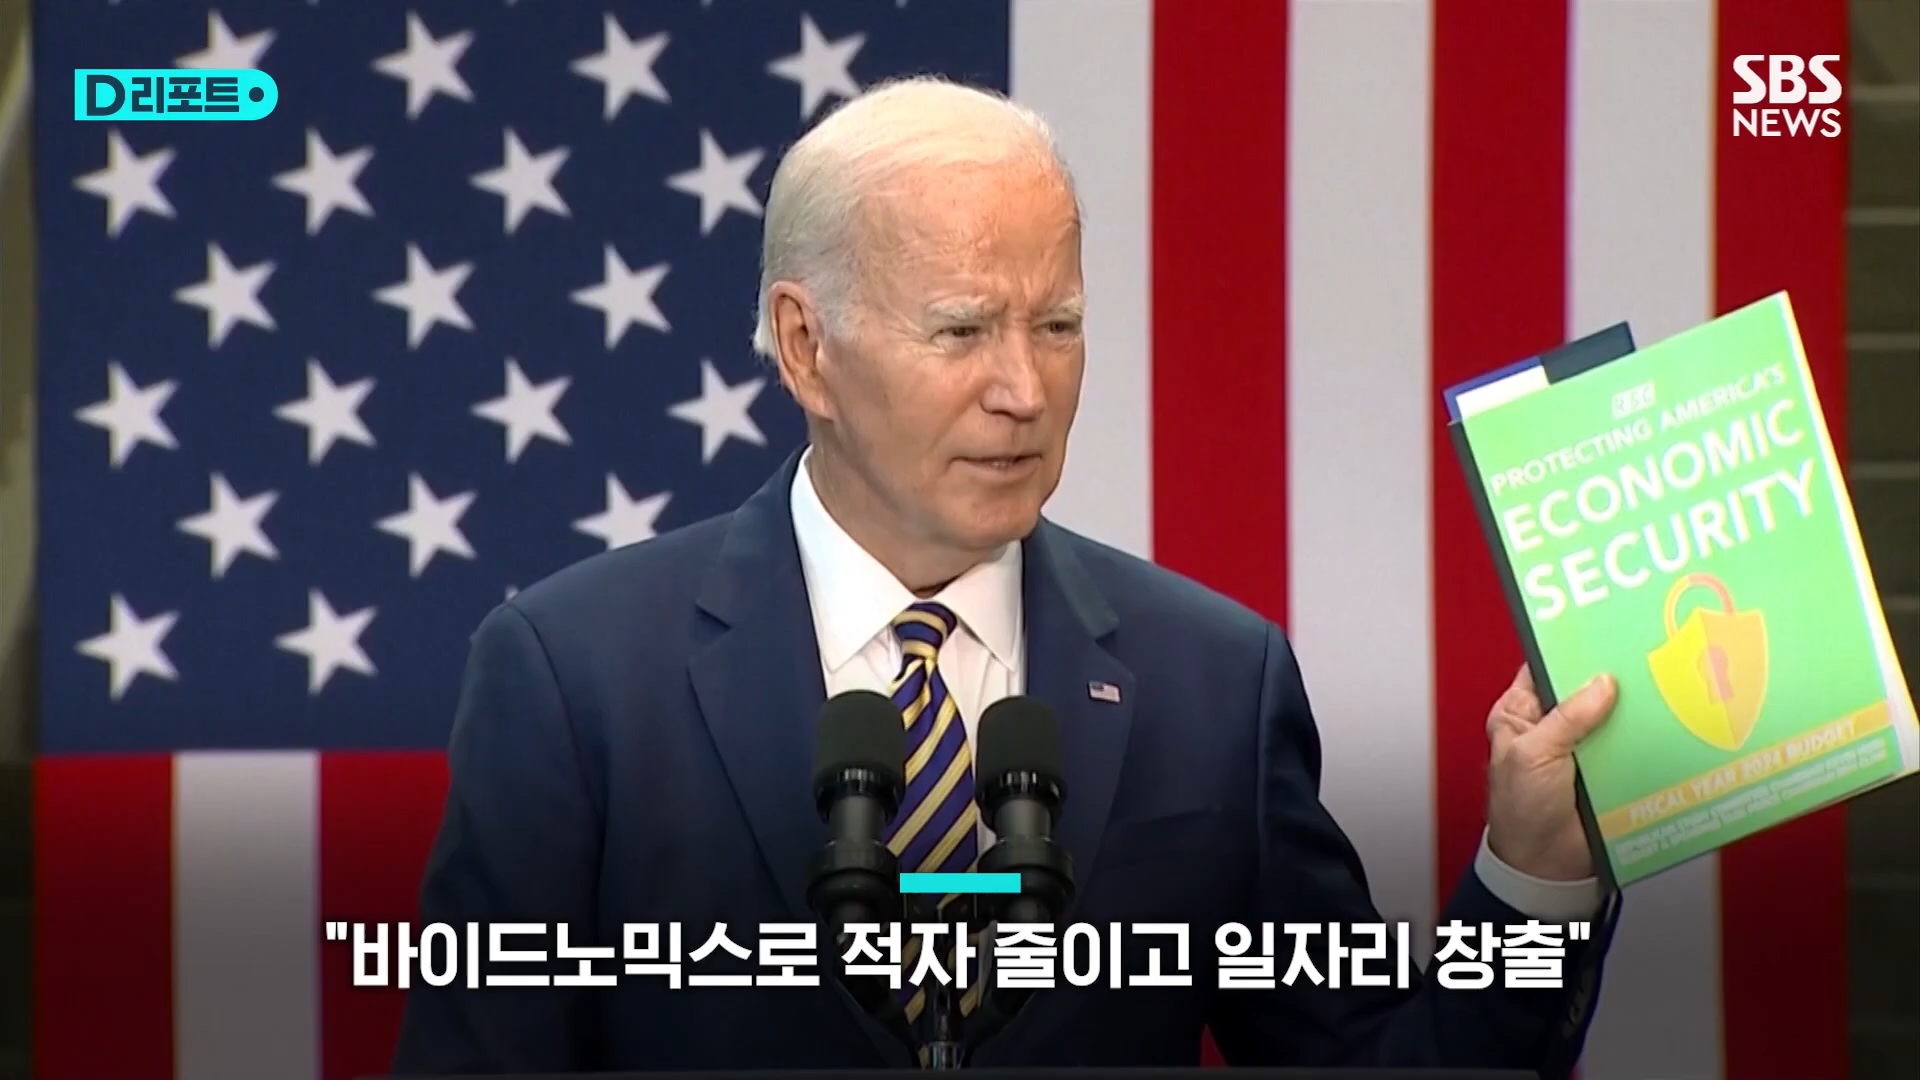 D리포트
SBS
NEWS
RSC
PROTECTING AMERICA'S
ECONOMIC
SECURITY
FISCAL YEAR 2024 BUDGET
"바이드노믹스로 적자 줄이고 일자리 창출"